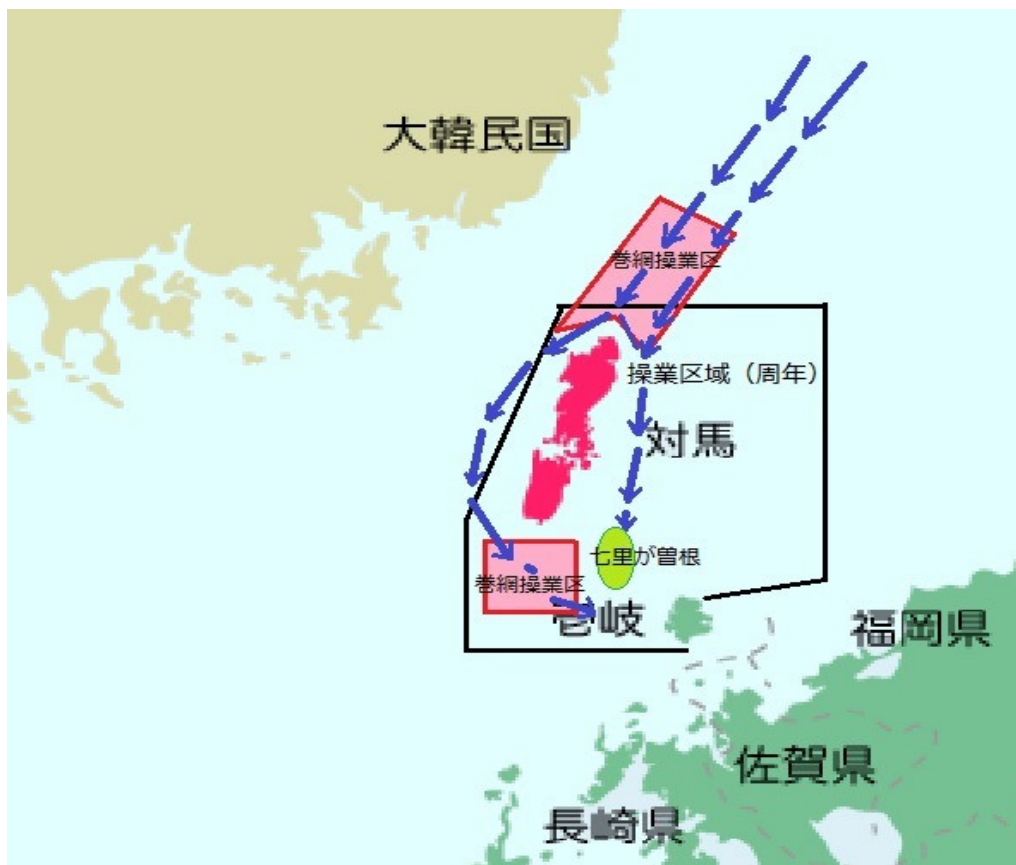 大韓民国
巻網操業区
操業区域（周年）
対馬
七里が曽根
巻網操業区
壱岐
福岡県
佐賀県
長崎県